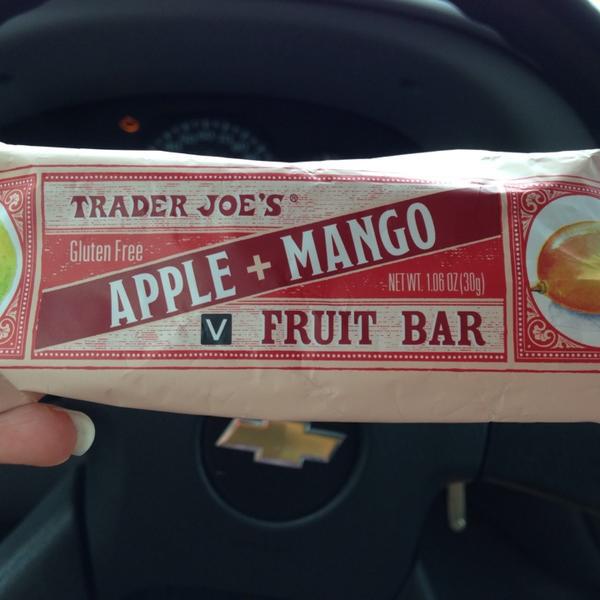 TRADER JOE'S®
Gluten Free
APPLE + MANGO
NET WT. 1.06 OZ (30g)
V FRUIT BAR